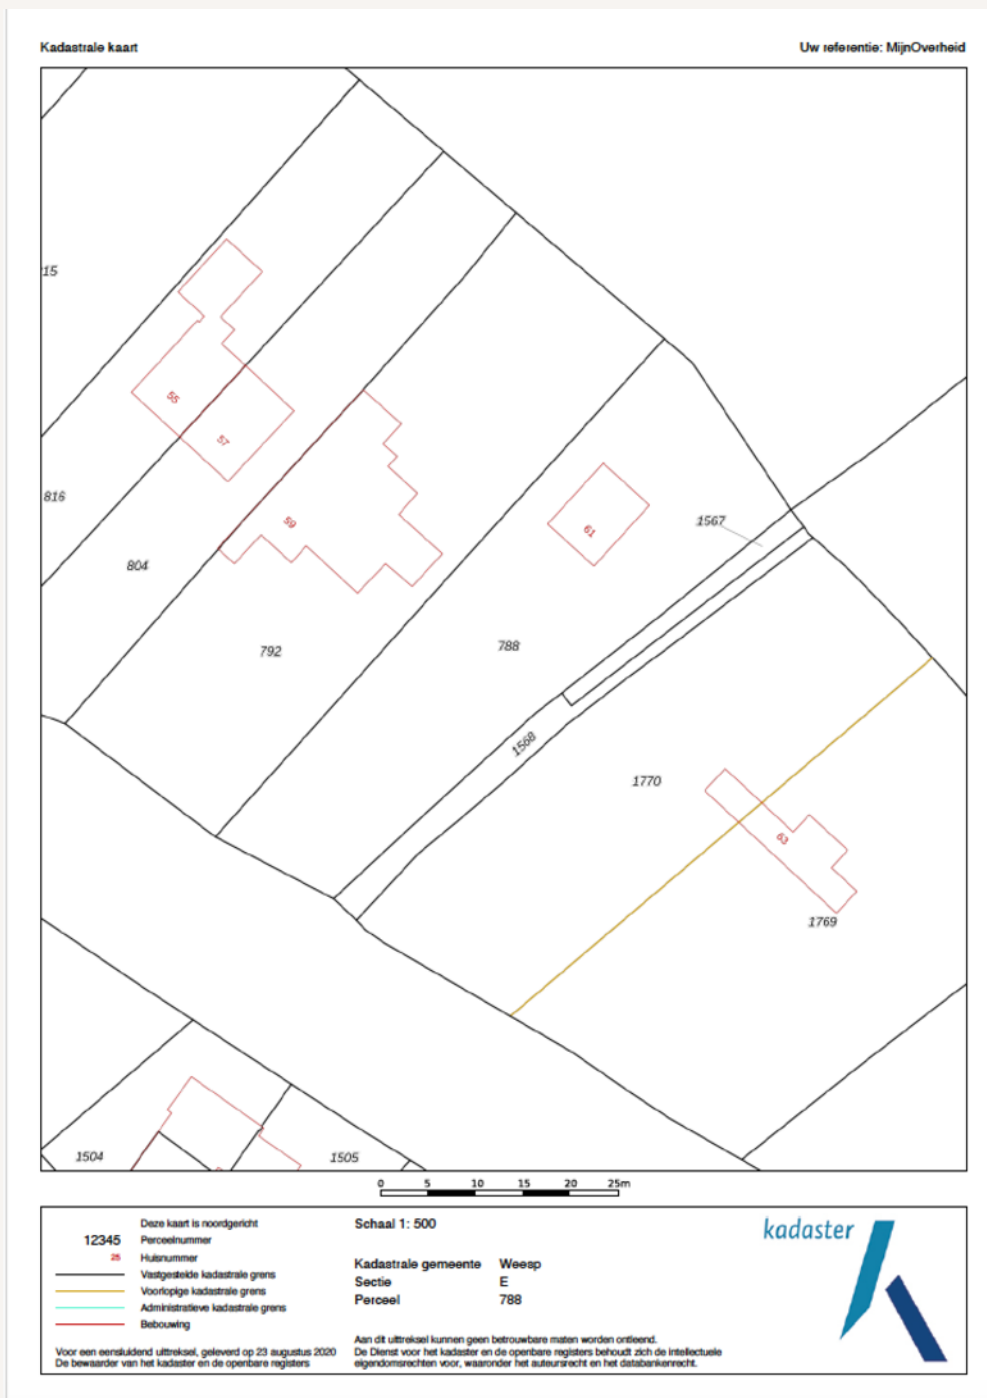 Kadastrale kaart
Uw referentie: MijnOverheid
15
55
57
816
59
61
1567
804
792
788
1568
1770
63
1769
1504
1505
0 5 10 15 20 25m
Deze kaart is noordgericht
12345 Perceelnummer
25 Huisnummer
Vastgestelde kadastrale grens
Voorlopige kadastrale grens
Administratieve kadastrale grens
Bebouwing
Voor een eensluidend uittreksel, geleverd op 23 augustus 2020
De bewaarder van het kadaster en de openbare registers
Schaal 1: 500
Kadastrale gemeente Weesp
Sectie E
Perceel 788
Aan dit uittreksel kunnen geen betrouwbare maten worden ontleend.
De Dienst voor het kadaster en de openbare registers behoudt zich de intellectuele
eigendomsrechten voor, waaronder het auteursrecht en het databankenrecht.
kadaster